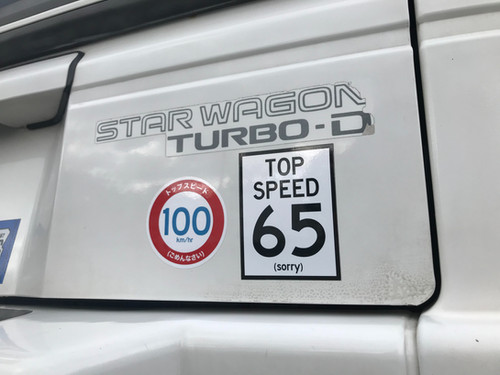 STAR WAGON
TURBO-D
トップスピード
100
km/hr
(ごめんなさい)
TOP
SPEED
65
(sorry)